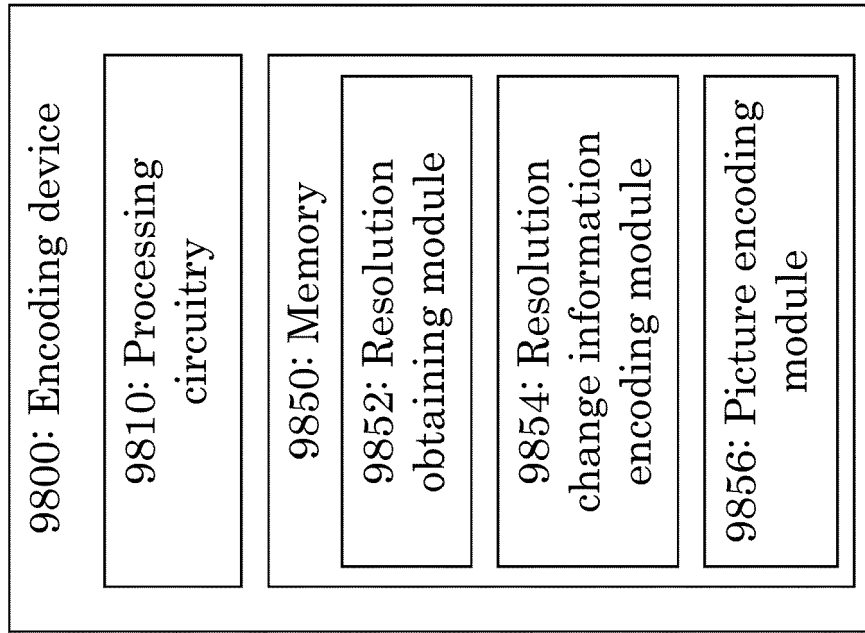 9800: Encoding device
9810: Processing
circuitry
9850: Memory
9852: Resolution
obtaining module
9854: Resolution
change information
encoding module
9856: Picture encoding
module